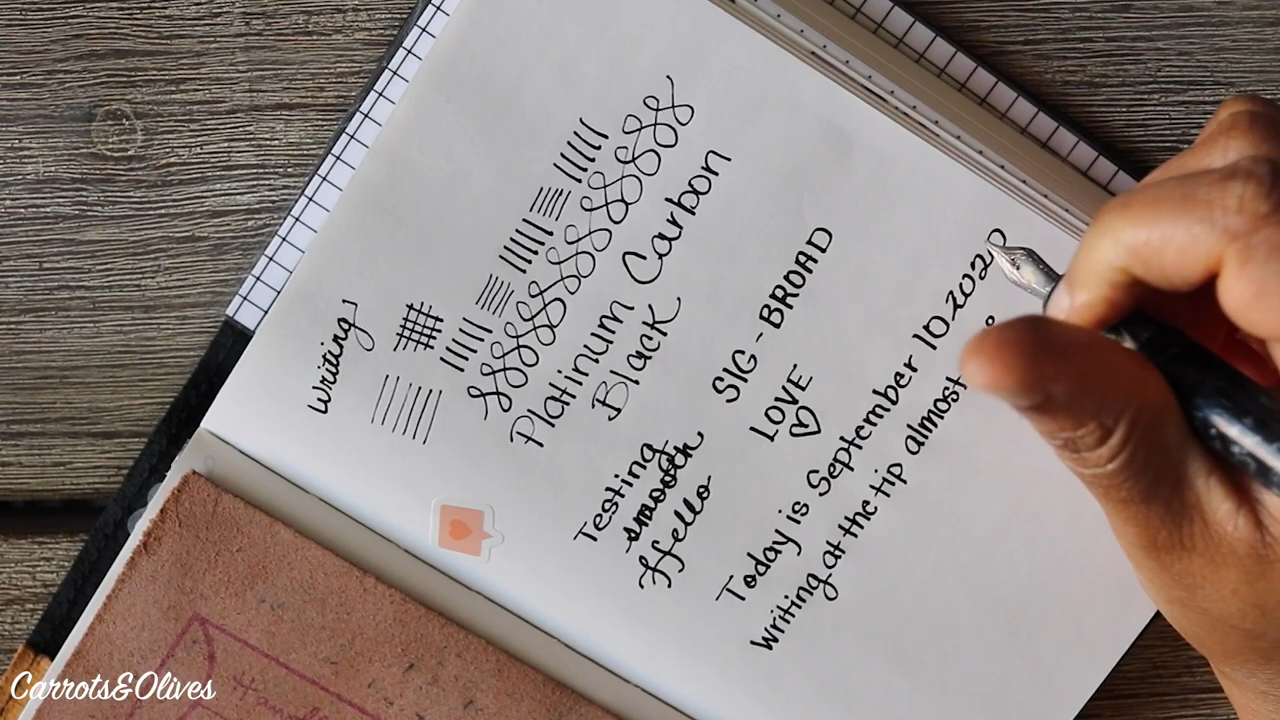 Writing
Platinum Carbon
Black
Testing
smooth
Hello
SIG - BROAD
LOVE
Today is September 10 202
Writing at the tip almost
Carrots&Olives